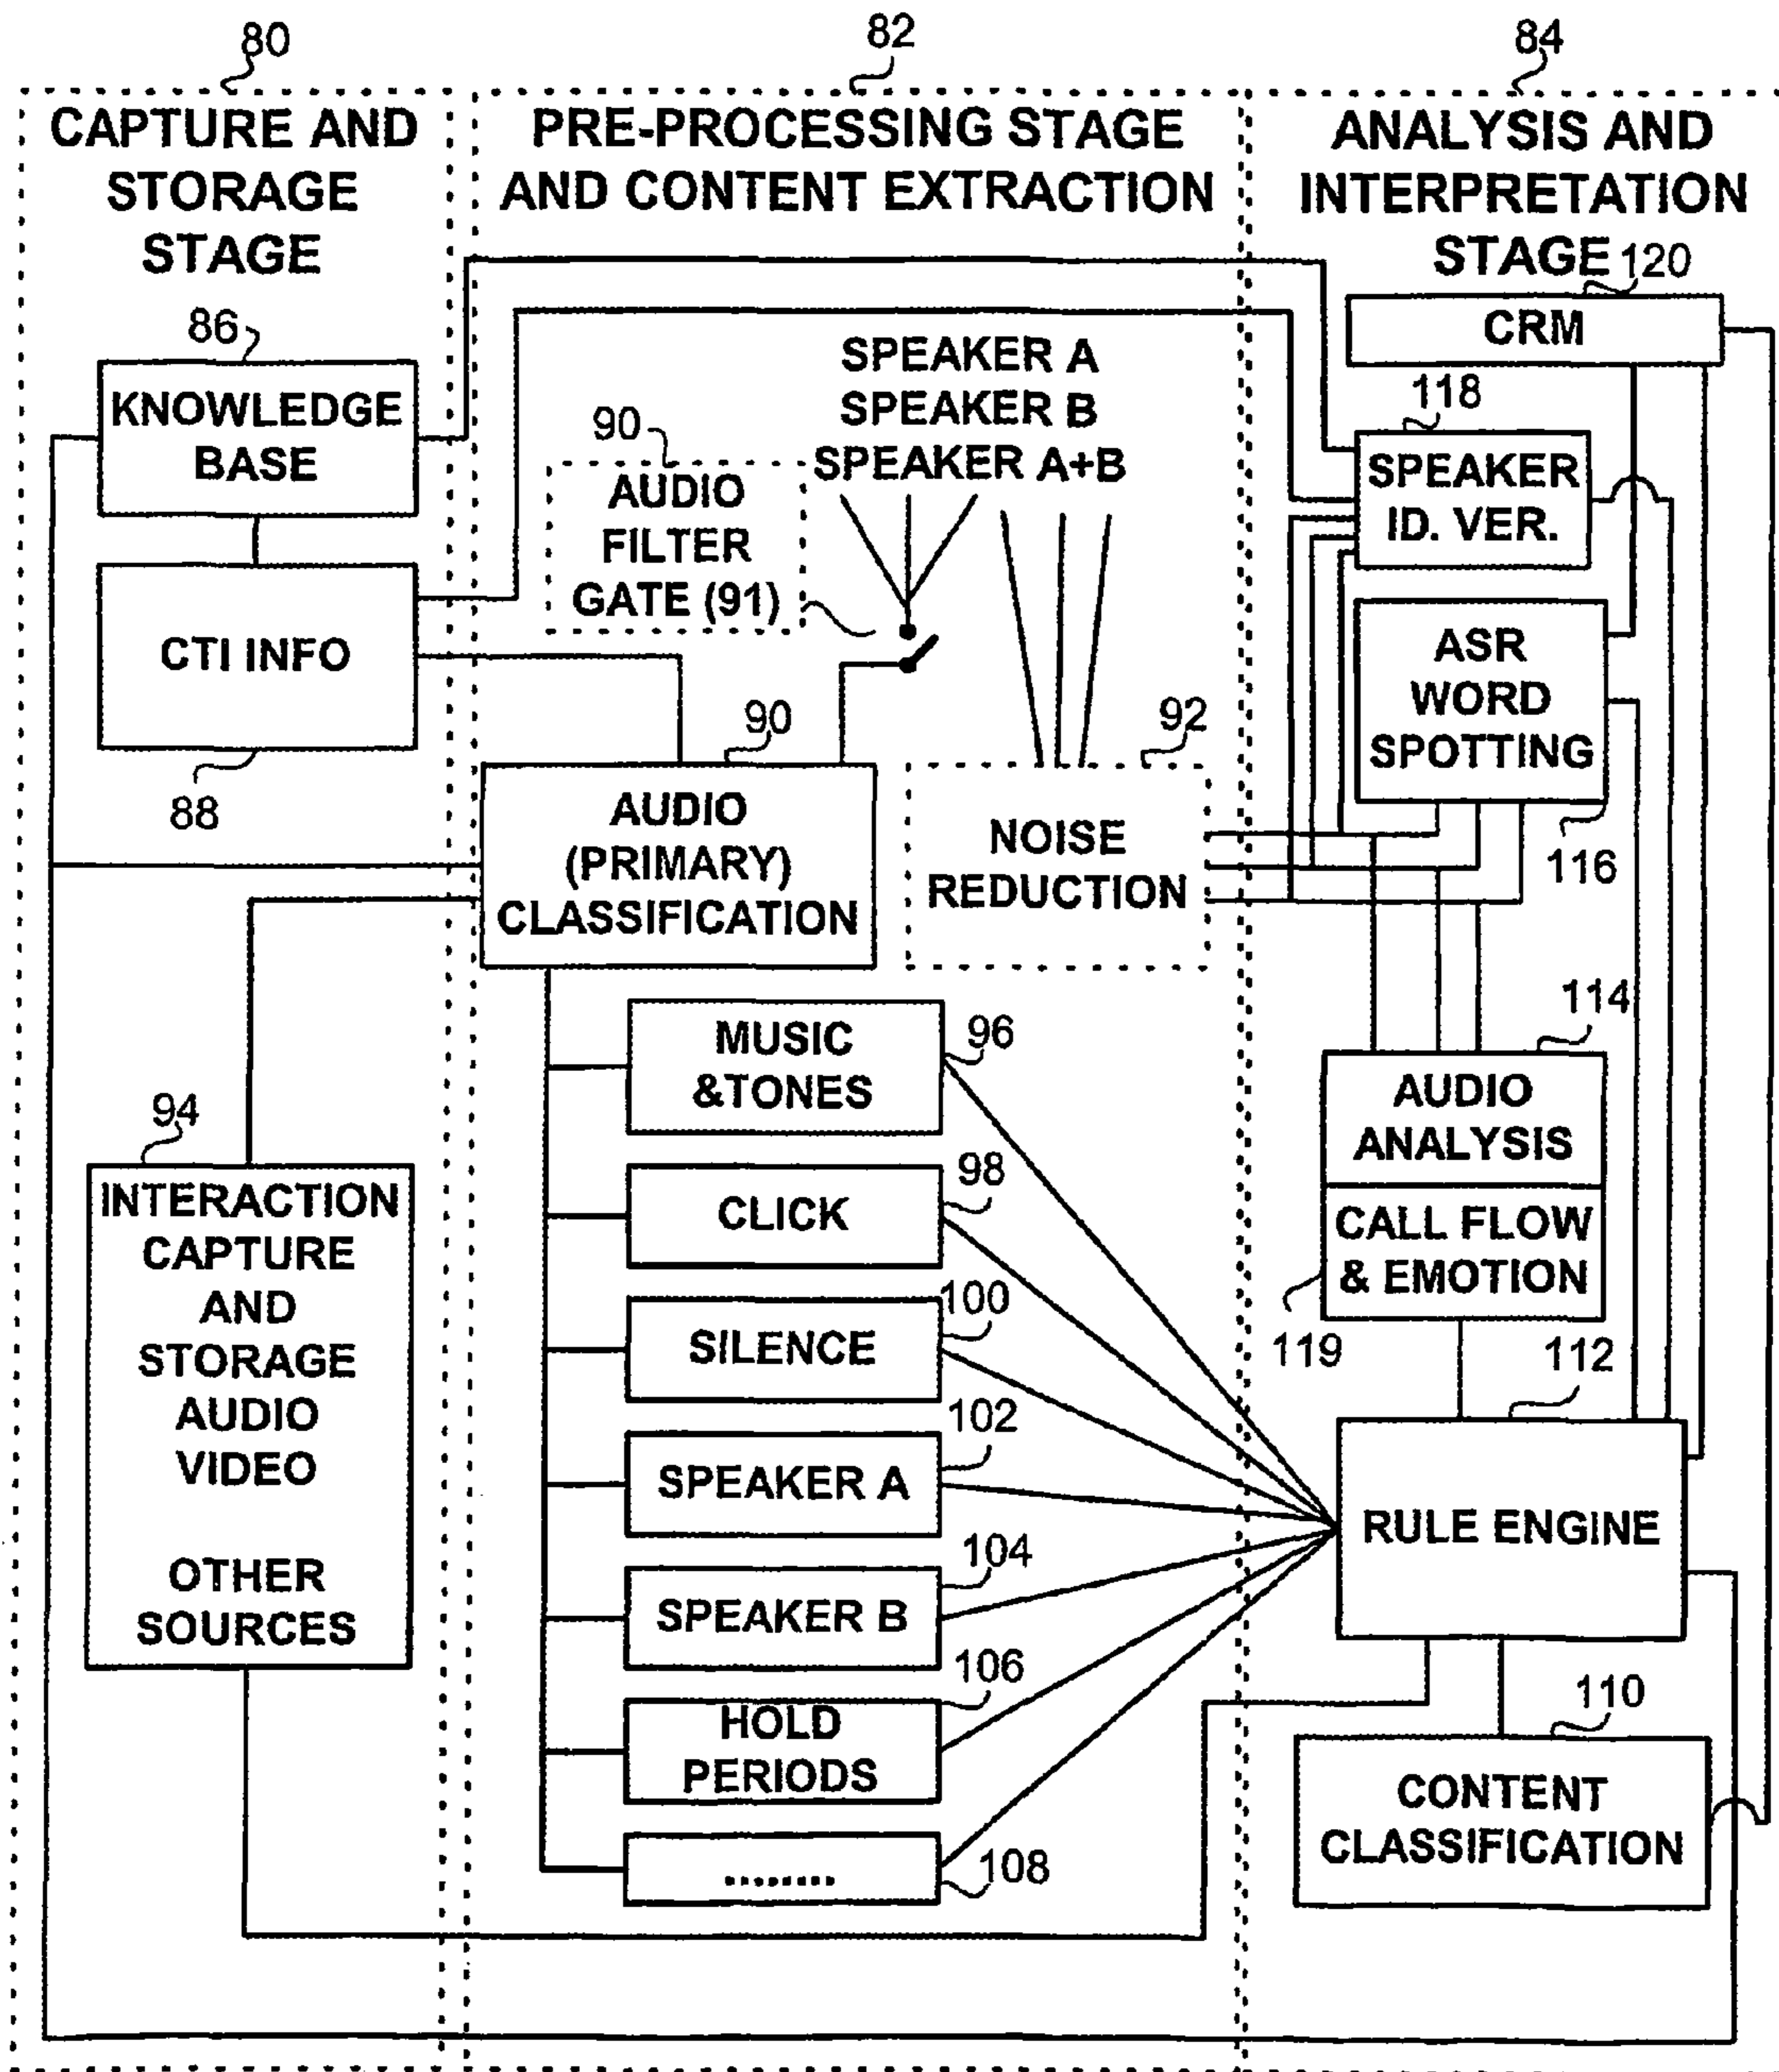 80
82
84
CAPTURE AND
STORAGE
STAGE
PRE-PROCESSING STAGE
AND CONTENT EXTRACTION
ANALYSIS AND
INTERPRETATION
STAGE
120
CRM
86
KNOWLEDGE
BASE
CTI INFO
88
90
AUDIO
FILTER
GATE (91)
SPEAKER A
SPEAKER B
SPEAKER A+B
118
SPEAKER
ID. VER.
ASR
WORD
SPOTTING
116
90
AUDIO
(PRIMARY)
CLASSIFICATION
92
NOISE
REDUCTION
94
INTERACTION
CAPTURE
AND
STORAGE
AUDIO
VIDEO
OTHER
SOURCES
MUSIC
&TONES
96
CLICK
98
SILENCE
100
SPEAKER A
102
SPEAKER B
104
HOLD
PERIODS
106
........
108
114
AUDIO
ANALYSIS
CALL FLOW
& EMOTION
119
112
RULE ENGINE
110
CONTENT
CLASSIFICATION